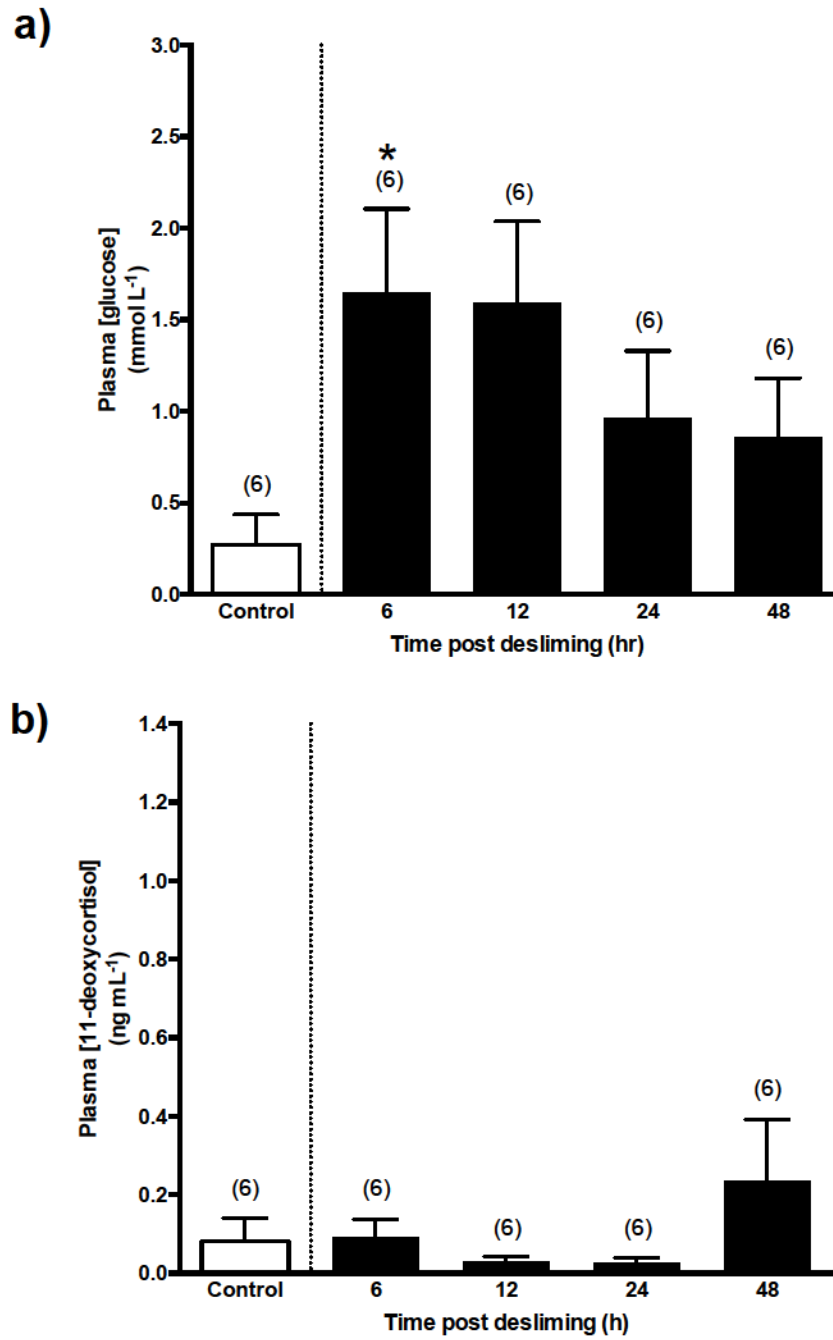 a)
3.0
2.5
2.0
1.5
1.0
0.5
0.0
Plasma [glucose]
(mmol L⁻¹)
(6)
*
(6)
(6)
(6)
(6)
Control 6 12 24 48
Time post desliming (hr)
b)
1.4
1.2
1.0
0.8
0.6
0.4
0.2
0.0
Plasma [11-deoxycortisol]
(ng mL⁻¹)
(6)
(6)
(6)
(6)
(6)
Control 6 12 24 48
Time post desliming (h)